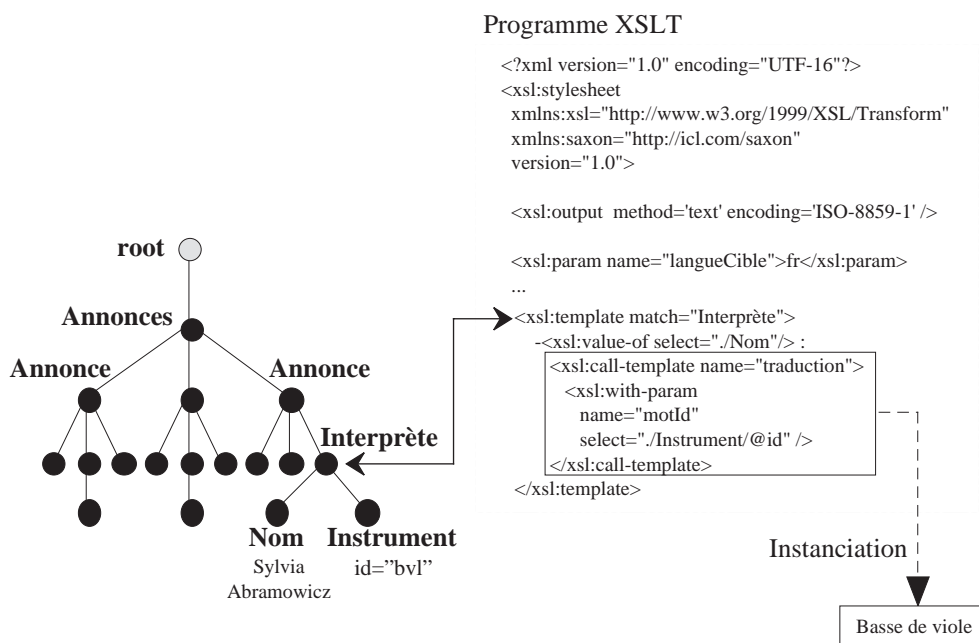 Programme XSLT
<?xml version="1.0" encoding="UTF-16"?>
<xsl:stylesheet
xmlns:xsl="http://www.w3.org/1999/XSL/Transform"
xmlns:saxon="http://icl.com/saxon"
version="1.0">
<xsl:output method='text' encoding='ISO-8859-1' />
<xsl:param name="langueCible">fr</xsl:param>
...
<xsl:template match="Interprète">
-<xsl:value-of select="./Nom"/> :
<xsl:call-template name="traduction">
<xsl:with-param
name="motId"
select="./Instrument/@id" />
</xsl:call-template>
</xsl:template>
root
Annonces
Annonce
Annonce
Interprète
Nom
Sylvia
Abramowicz
Instrument
id=”bvl”
Instanciation
Basse de viole